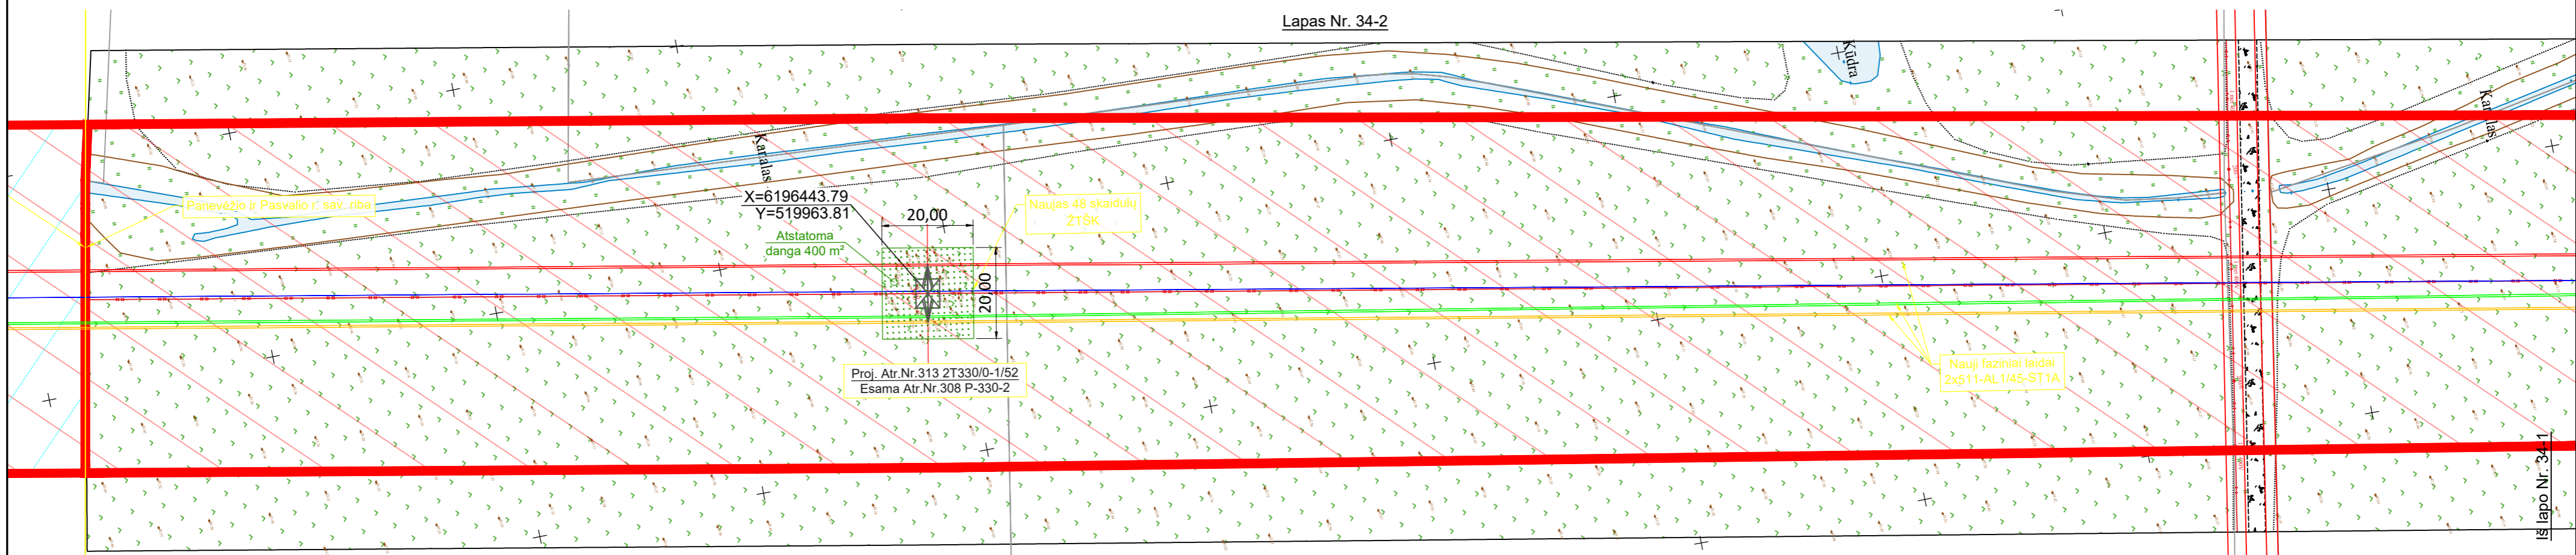 Lapas Nr. 34-2
Kūdra
Karalas
Karalas
Panevėžio ir Pasvalio r. sav. riba
X=6196443.79
Y=519963.81
20,00
Naujas 48 skaidulų
ŽTŠK
Atstatoma
danga 400 m²
20,00
Proj. Atr.Nr.313 2T330/0-1/52
Esama Atr.Nr.308 P-330-2
Nauji faziniai laidai
2x511-AL1/45-ST1A
Iš lapo Nr. 34-1